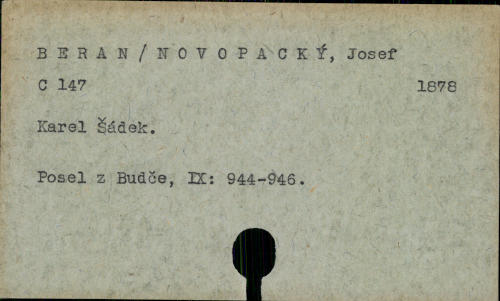 BERAN/NOVOPACKÝ, Josef
C 147 1878
Karel Šádek.
Posel z Budče, IX: 944-946.